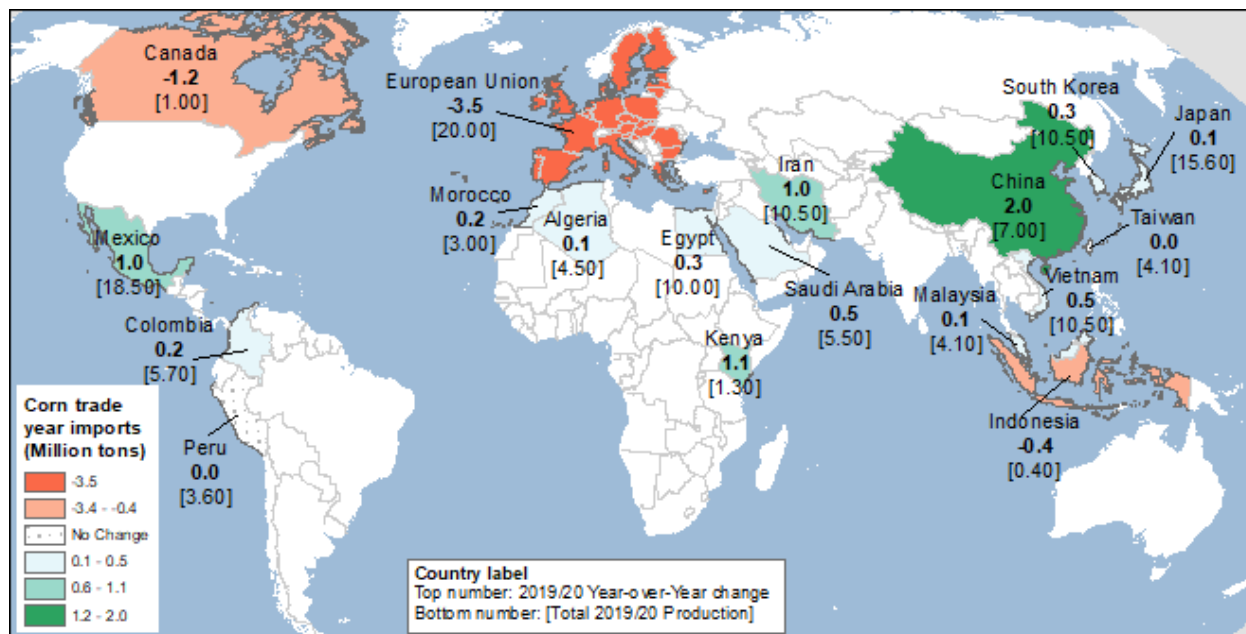 Canada
-1.2
[1.00]
European Union
-3.5
[20.00]
South Korea
0.3
[10.50]
Japan
0.1
[15.60]
Iran
1.0
[10.50]
China
2.0
[7.00]
Morocco
0.2
[3.00]
Algeria
0.1
[4.50]
Egypt
0.3
[10.00]
Taiwan
0.0
[4.10]
Mexico
1.0
[18.50]
Saudi Arabia
0.5
[5.50]
Malaysia
0.1
[4.10]
Vietnam
0.5
[10.50]
Colombia
0.2
[5.70]
Kenya
1.1
[1.30]
Indonesia
-0.4
[0.40]
Peru
0.0
[3.60]
Corn trade
year imports
(Million tons)
-3.5
-3.4 - -0.4
No Change
0.1 - 0.5
0.6 - 1.1
1.2 - 2.0
Country label
Top number: 2019/20 Year-over-Year change
Bottom number: [Total 2019/20 Production]